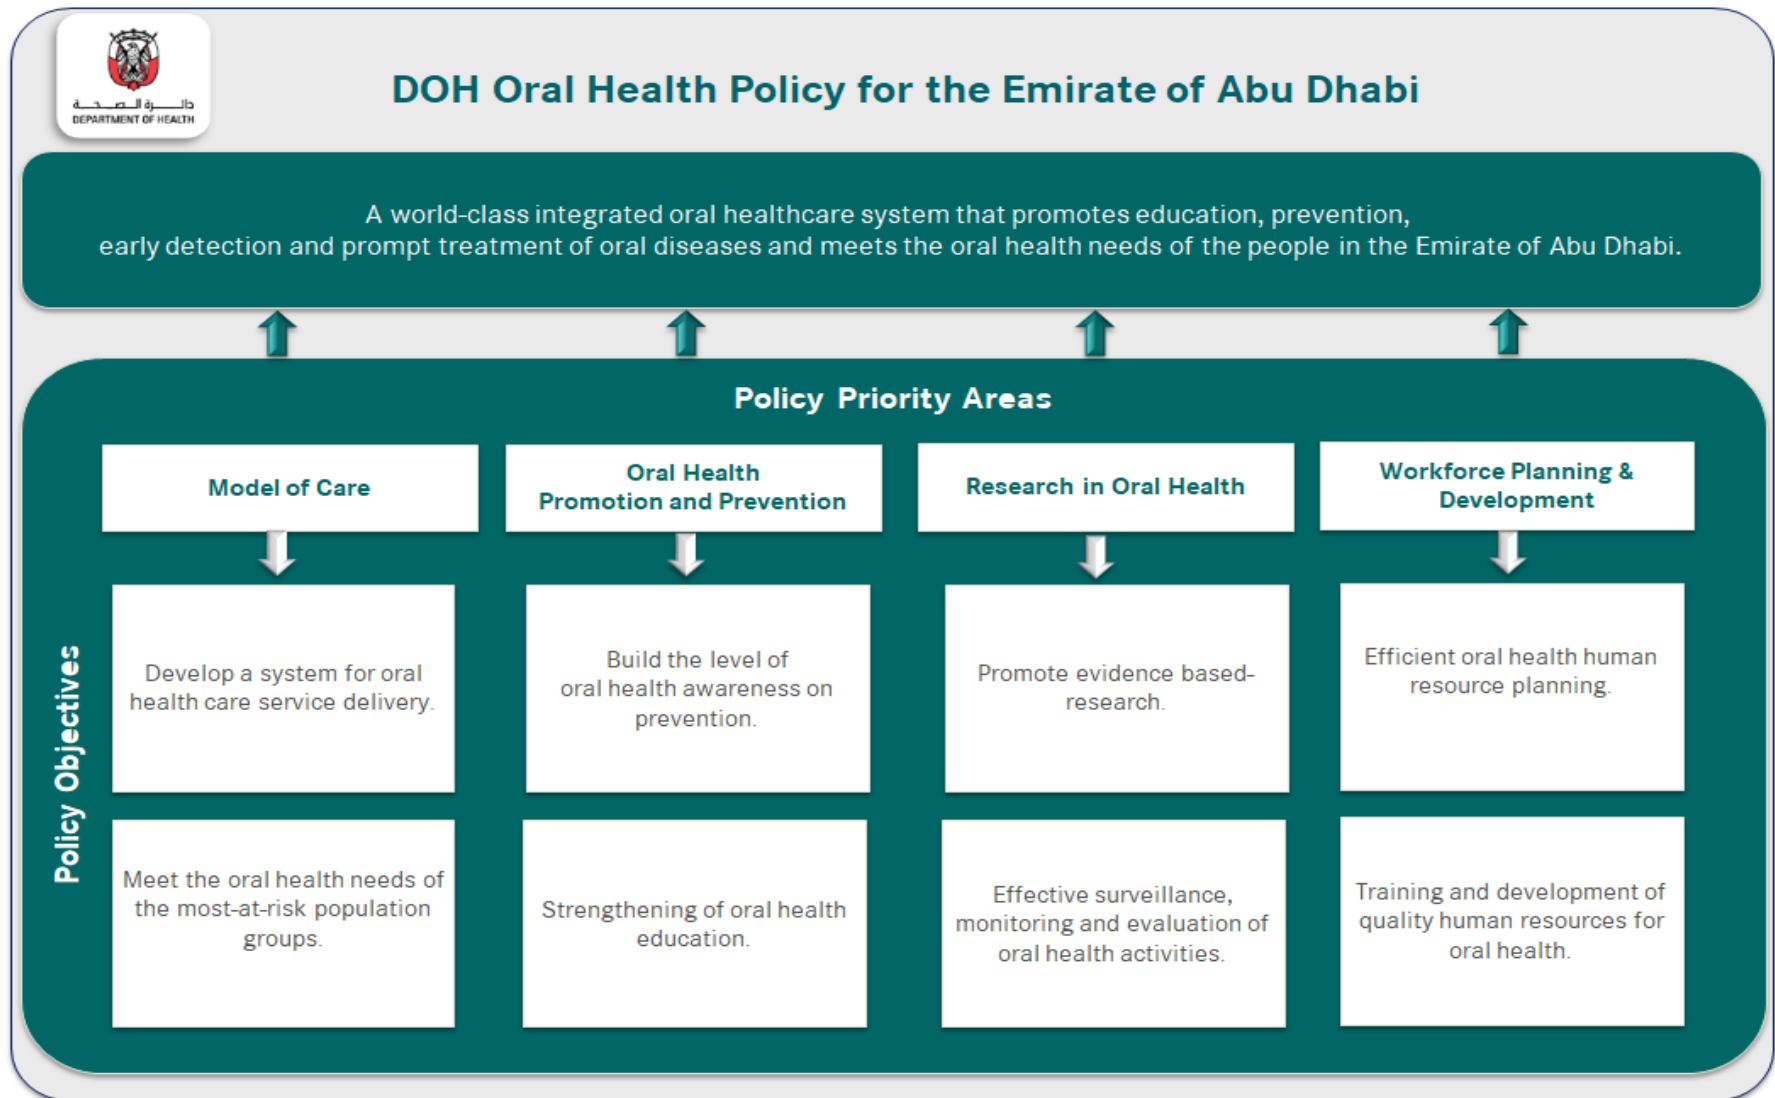 دائـــرة الـصـحـة
DEPARTMENT OF HEALTH
DOH Oral Health Policy for the Emirate of Abu Dhabi
A world-class integrated oral healthcare system that promotes education, prevention,
early detection and prompt treatment of oral diseases and meets the oral health needs of the people in the Emirate of Abu Dhabi.
Policy Priority Areas
Model of Care
Oral Health
Promotion and Prevention
Research in Oral Health
Workforce Planning &
Development
Policy Objectives
Develop a system for oral
health care service delivery.
Build the level of
oral health awareness on
prevention.
Promote evidence based-
research.
Efficient oral health human
resource planning.
Meet the oral health needs of
the most-at-risk population
groups.
Strengthening of oral health
education.
Effective surveillance,
monitoring and evaluation of
oral health activities.
Training and development of
quality human resources for
oral health.